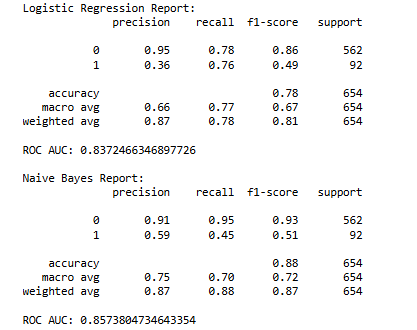 Logistic Regression Report:
precision recall f1-score support
0 0.95 0.78 0.86 562
1 0.36 0.76 0.49 92
accuracy 0.78 654
macro avg 0.66 0.77 0.67 654
weighted avg 0.87 0.78 0.81 654
ROC AUC: 0.8372466346897726
Naive Bayes Report:
precision recall f1-score support
0 0.91 0.95 0.93 562
1 0.59 0.45 0.51 92
accuracy 0.88 654
macro avg 0.75 0.70 0.72 654
weighted avg 0.87 0.88 0.87 654
ROC AUC: 0.8573804734643354